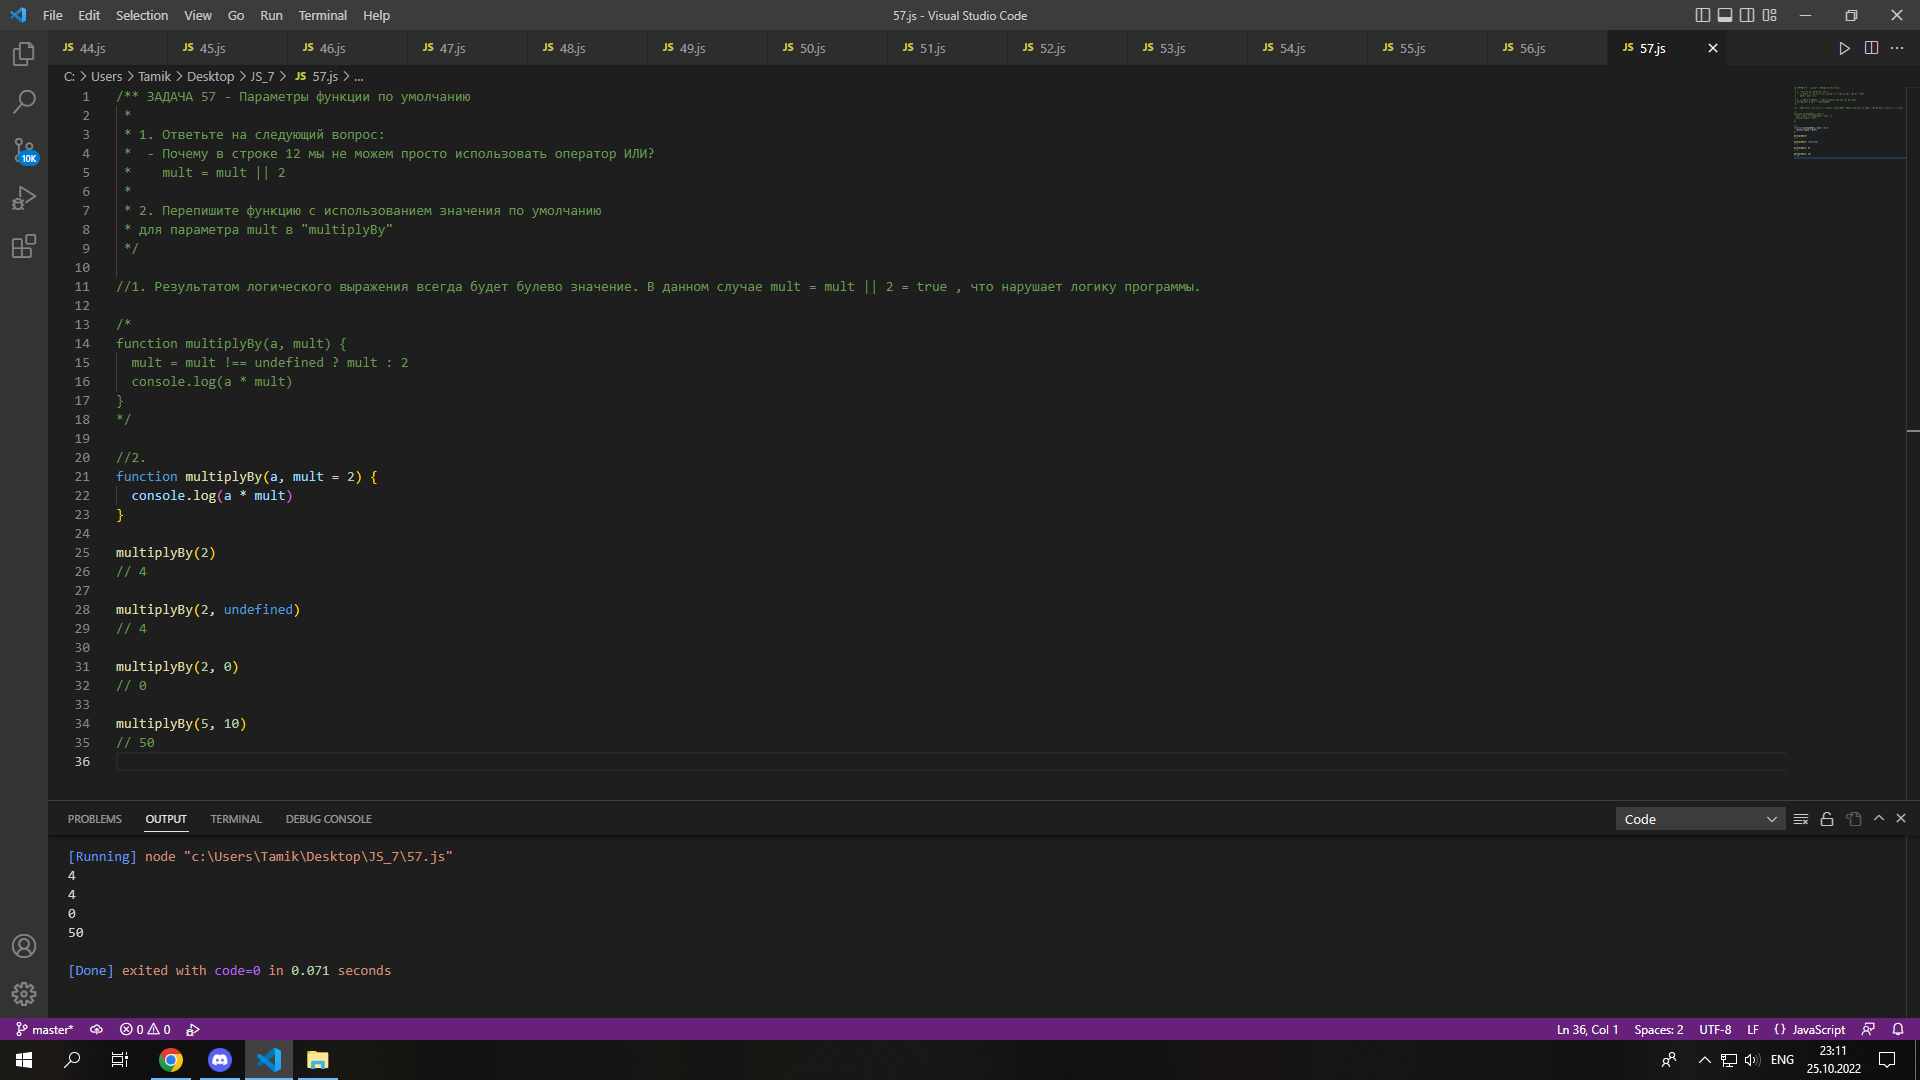 File Edit Selection View Go Run Terminal Help 57.js - Visual Studio Code
JS 44.js JS 45.js JS 46.js JS 47.js JS 48.js JS 49.js JS 50.js JS 51.js JS 52.js JS 53.js JS 54.js JS 55.js JS 56.js JS 57.js
C: > Users > Tamik > Desktop > JS_7 > JS 57.js > ...
1 /** ЗАДАЧА 57 - Параметры функции по умолчанию
2 *
3 * 1. Ответьте на следующий вопрос:
4 * - Почему в строке 12 мы не можем просто использовать оператор ИЛИ?
5 * mult = mult || 2
6 *
7 * 2. Перепишите функцию с использованием значения по умолчанию
8 * для параметра mult в "multiplyBy"
9 */
10
11 //1. Результатом логического выражения всегда будет булево значение. В данном случае mult = mult || 2 = true , что нарушает логику программы.
12
13 /*
14 function multiplyBy(a, mult) {
15 mult = mult !== undefined ? mult : 2
16 console.log(a * mult)
17 }
18 */
19
20 //2.
21 function multiplyBy(a, mult = 2) {
22 console.log(a * mult)
23 }
24
25 multiplyBy(2)
26 // 4
27
28 multiplyBy(2, undefined)
29 // 4
30
31 multiplyBy(2, 0)
32 // 0
33
34 multiplyBy(5, 10)
35 // 50
36
10K
PROBLEMS OUTPUT TERMINAL DEBUG CONSOLE Code
[Running] node "c:\Users\Tamik\Desktop\JS_7\57.js"
4
4
0
50
[Done] exited with code=0 in 0.071 seconds
master* 0 0 Ln 36, Col 1 Spaces: 2 UTF-8 LF {} JavaScript
ENG 23:11
25.10.2022